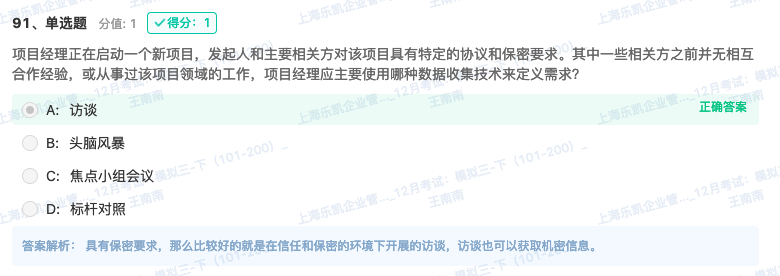 91、单选题 分值: 1 ✓得分：1
项目经理正在启动一个新项目，发起人和主要相关方对该项目具有特定的协议和保密要求。其中一些相关方之前并无相互
合作经验，或从事过该项目领域的工作，项目经理应主要使用哪种数据收集技术来定义需求？
A: 访谈 正确答案
B: 头脑风暴
C: 焦点小组会议
D: 标杆对照
答案解析： 具有保密要求，那么比较好的就是在信任和保密的环境下开展的访谈，访谈也可以获取机密信息。
上海乐凯企业管..._12月考试：模拟三-下（101-200）_
王南南